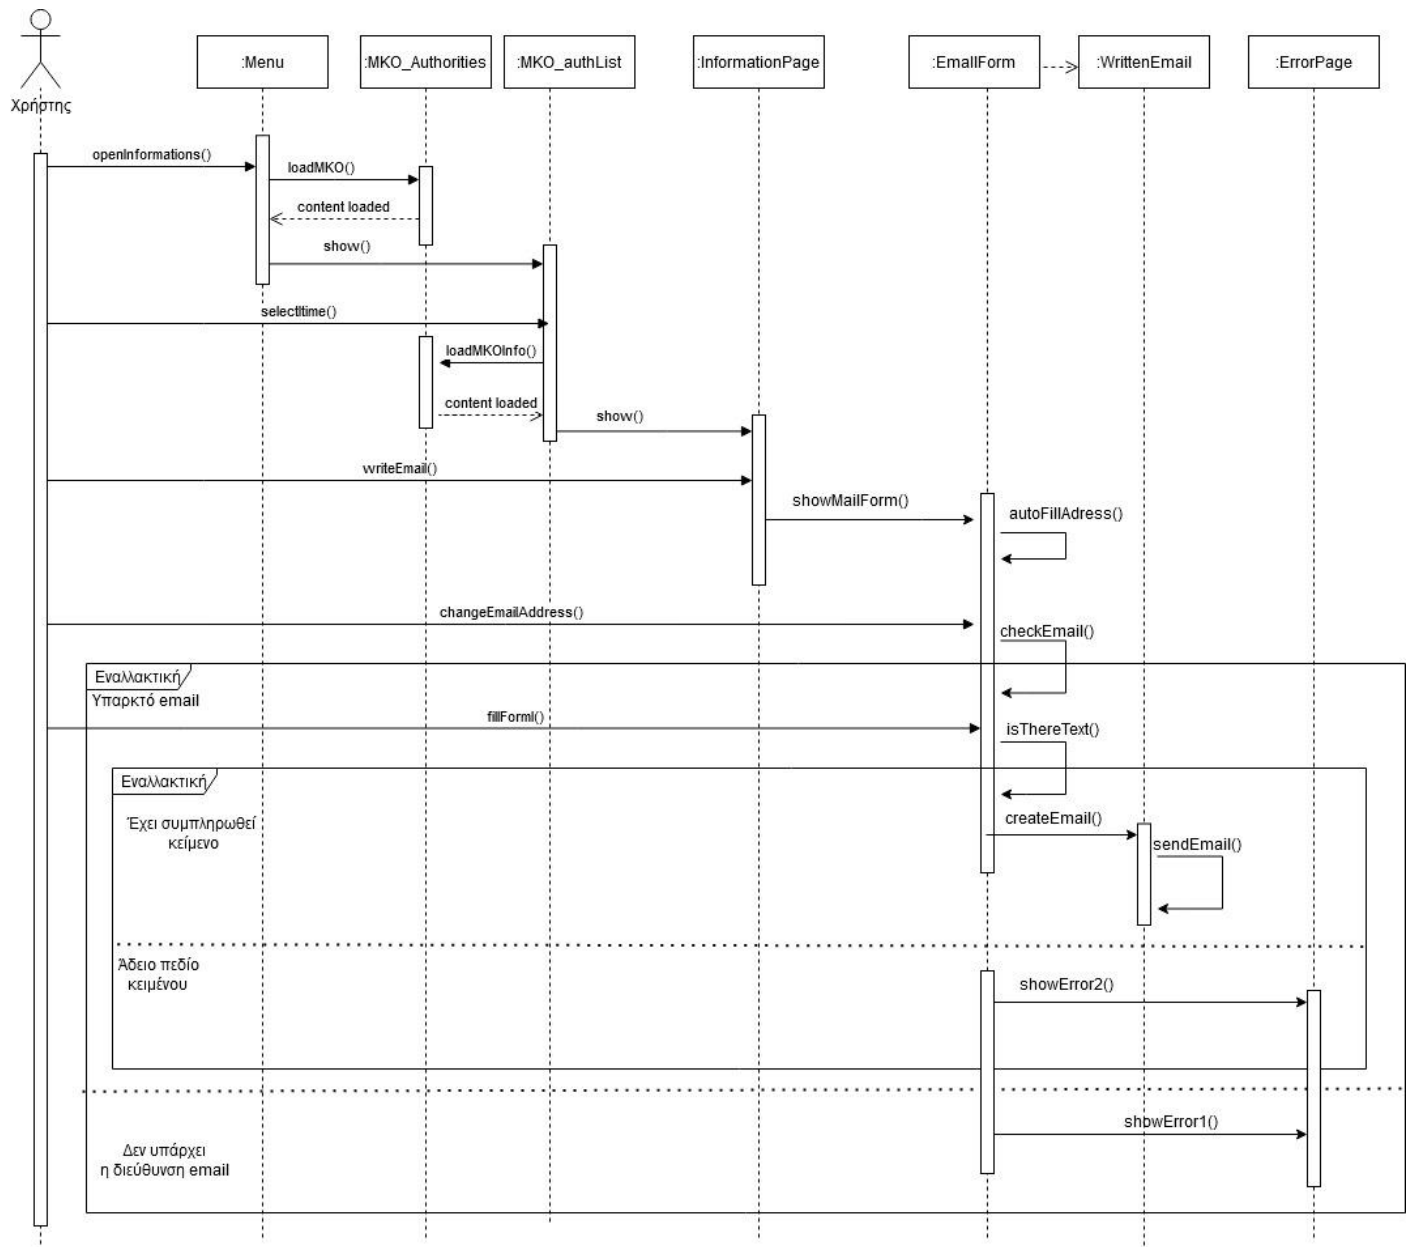 Χρήστης
:Menu
:MKO_Authorities
:MKO_authList
:InformationPage
:EmailForm
:WrittenEmail
:ErrorPage
openInformations()
loadMKO()
content loaded
show()
selectItime()
loadMKOInfo()
content loaded
show()
writeEmail()
showMailForm()
autoFillAdress()
changeEmailAddress()
checkEmail()
Εναλλακτική
Υπαρκτό email
fillForml()
isThereText()
Εναλλακτική
Έχει συμπληρωθεί
κείμενο
createEmail()
sendEmail()
Άδειο πεδίο
κειμένου
showError2()
showError1()
Δεν υπάρχει
η διεύθυνση email